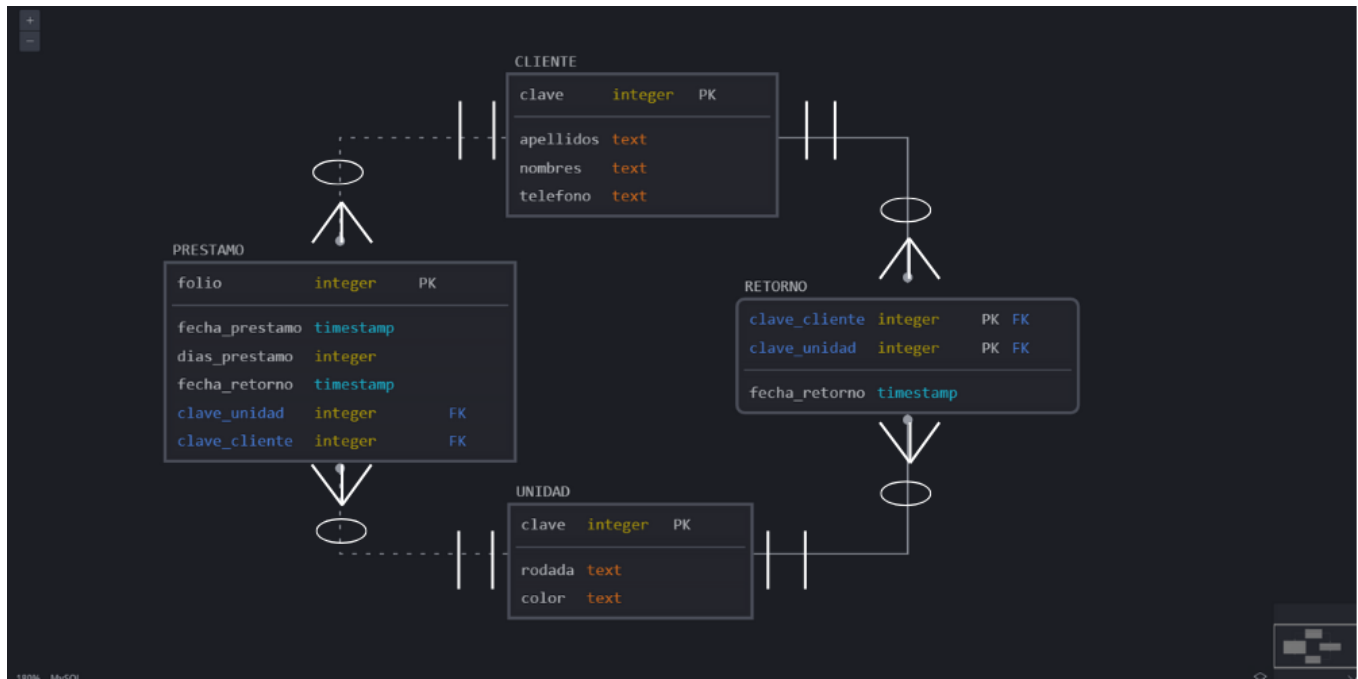 CLIENTE
clave integer PK
apellidos text
nombres text
telefono text
PRESTAMO
folio integer PK
fecha_prestamo timestamp
dias_prestamo integer
fecha_retorno timestamp
clave_unidad integer FK
clave_cliente integer FK
RETORNO
clave_cliente integer PK FK
clave_unidad integer PK FK
fecha_retorno timestamp
UNIDAD
clave integer PK
rodada text
color text